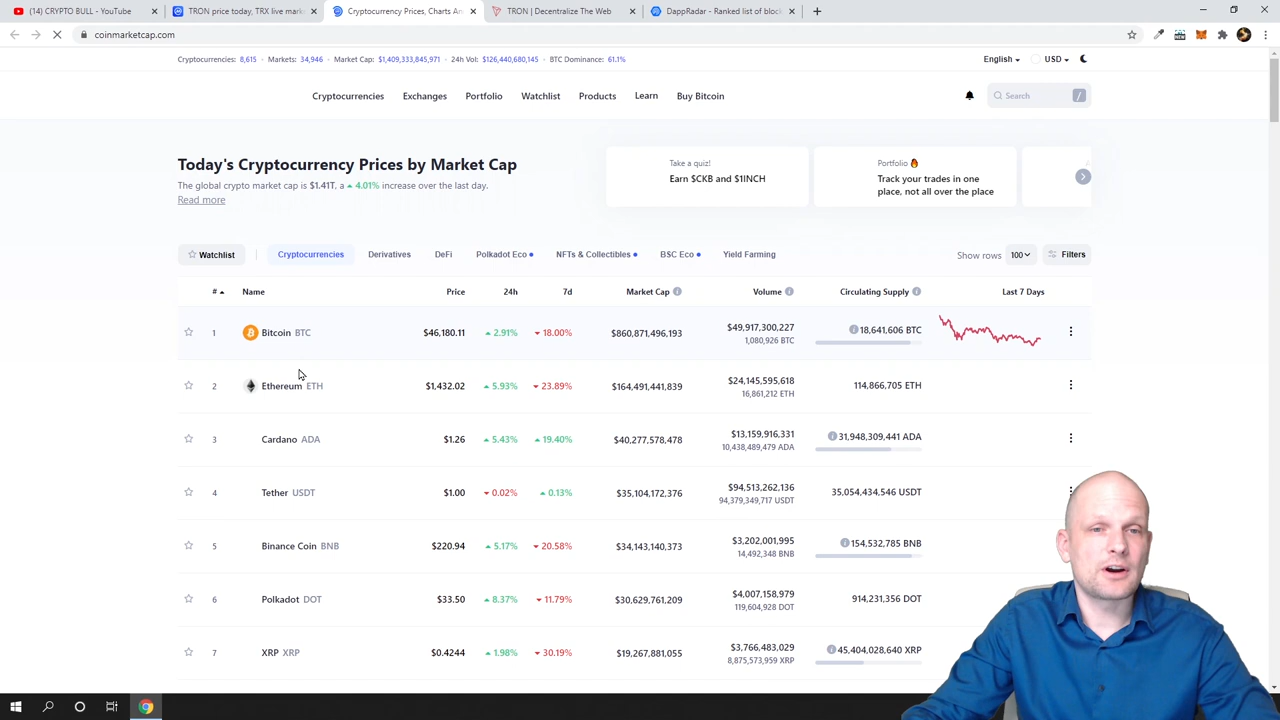 (14) CRYPTO BULL - YouTube
TRON price today, TRX live mark
Cryptocurrency Prices, Charts An
TRON | Decentralize The Web
DappRadar - Ranked list of block
coinmarketcap.com
Cryptocurrencies: 8,615 · Markets: 34,946 · Market Cap: $1,409,333,845,971 · 24h Vol: $126,440,680,145 · BTC Dominance: 61.1%
English
USD
Cryptocurrencies Exchanges Portfolio Watchlist Products Learn Buy Bitcoin
Search /
Today's Cryptocurrency Prices by Market Cap
The global crypto market cap is $1.41T, a 4.01% increase over the last day.
Read more
Take a quiz!
Earn $CKB and $1INCH
Portfolio 🔥
Track your trades in one
place, not all over the place
Watchlist Cryptocurrencies Derivatives DeFi Polkadot Eco NFTs & Collectibles BSC Eco Yield Farming Show rows 100 Filters
# Name Price 24h 7d Market Cap Volume Circulating Supply Last 7 Days
1 Bitcoin BTC $46,180.11 2.91% 18.00% $860,871,496,193 $49,917,300,227 18,641,606 BTC
1,080,926 BTC
2 Ethereum ETH $1,432.02 5.93% 23.89% $164,491,441,839 $24,145,595,618 114,866,705 ETH
16,861,212 ETH
3 Cardano ADA $1.26 5.43% 19.40% $40,277,578,478 $13,159,916,331 31,948,309,441 ADA
10,438,489,479 ADA
4 Tether USDT $1.00 0.02% 0.13% $35,104,172,376 $94,513,262,136 35,054,434,546 USDT
94,379,349,717 USDT
5 Binance Coin BNB $220.94 5.17% 20.58% $34,143,140,373 $3,202,001,995 154,532,785 BNB
14,492,348 BNB
6 Polkadot DOT $33.50 8.37% 11.79% $30,629,761,209 $4,007,158,979 914,231,356 DOT
119,604,928 DOT
7 XRP XRP $0.4244 1.98% 30.19% $19,267,881,055 $3,766,483,029 45,404,028,640 XRP
8,875,573,959 XRP